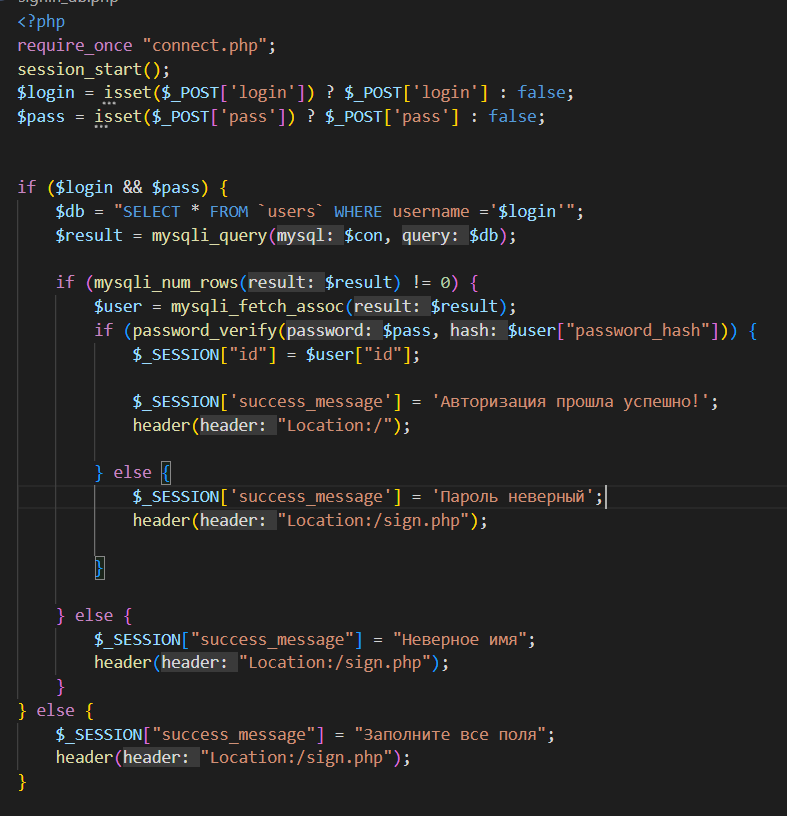 signin_db.php
<?php
require_once "connect.php";
session_start();
$login = isset($_POST['login']) ? $_POST['login'] : false;
$pass = isset($_POST['pass']) ? $_POST['pass'] : false;
if ($login && $pass) {
$db = "SELECT * FROM `users` WHERE username ='$login'";
$result = mysqli_query(mysql: $con, query: $db);
if (mysqli_num_rows(result: $result) != 0) {
$user = mysqli_fetch_assoc(result: $result);
if (password_verify(password: $pass, hash: $user["password_hash"])) {
$_SESSION["id"] = $user["id"];
$_SESSION['success_message'] = 'Авторизация прошла успешно!';
header(header: "Location:/");
} else {
$_SESSION['success_message'] = 'Пароль неверный';
header(header: "Location:/sign.php");
}
} else {
$_SESSION["success_message"] = "Неверное имя";
header(header: "Location:/sign.php");
}
} else {
$_SESSION["success_message"] = "Заполните все поля";
header(header: "Location:/sign.php");
}